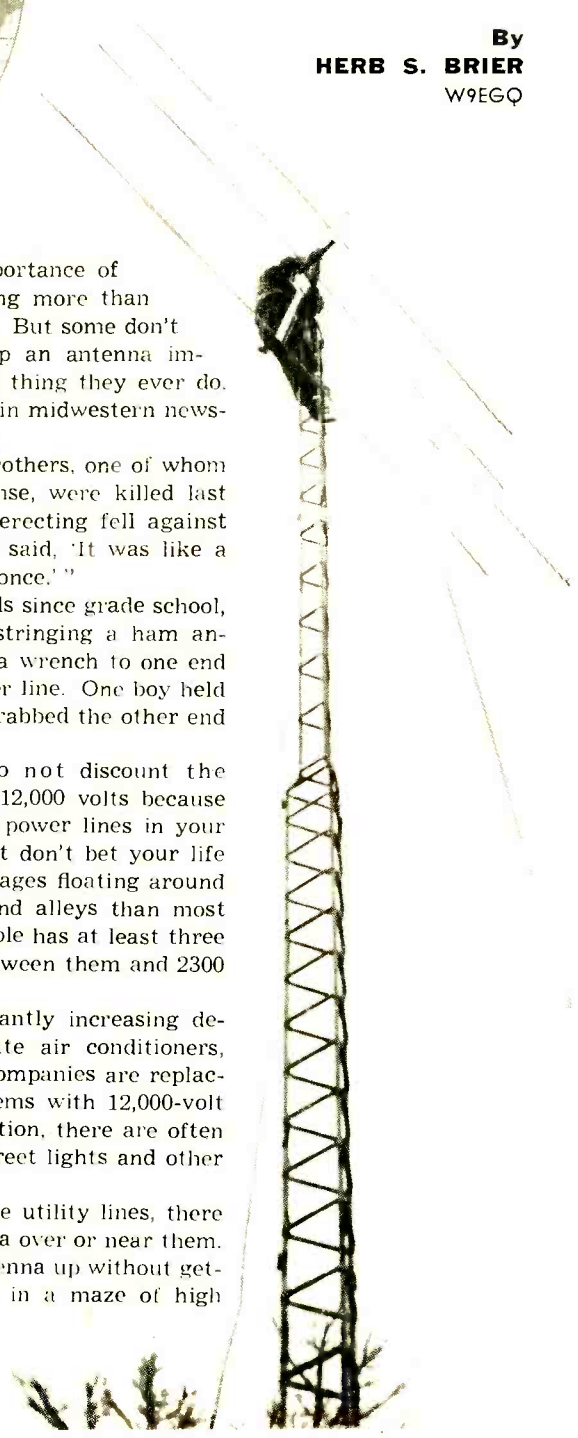 By
HERB S. BRIER
W9EGQ
portance of
ng more than
But some don't
p an antenna im-
thing they ever do.
in midwestern news-
others, one of whom
nse, were killed last
erecting fell against
said, 'It was like a
once.' "
ls since grade school,
stringing a ham an-
a wrench to one end
r line. One boy held
rabbed the other end
o not discount the
12,000 volts because
power lines in your
t don't bet your life
ages floating around
nd alleys than most
ole has at least three
ween them and 2300
antly increasing de-
te air conditioners,
ompanies are replac-
ems with 12,000-volt
tion, there are often
reet lights and other
e utility lines, there
a over or near them.
enna up without get-
in a maze of high